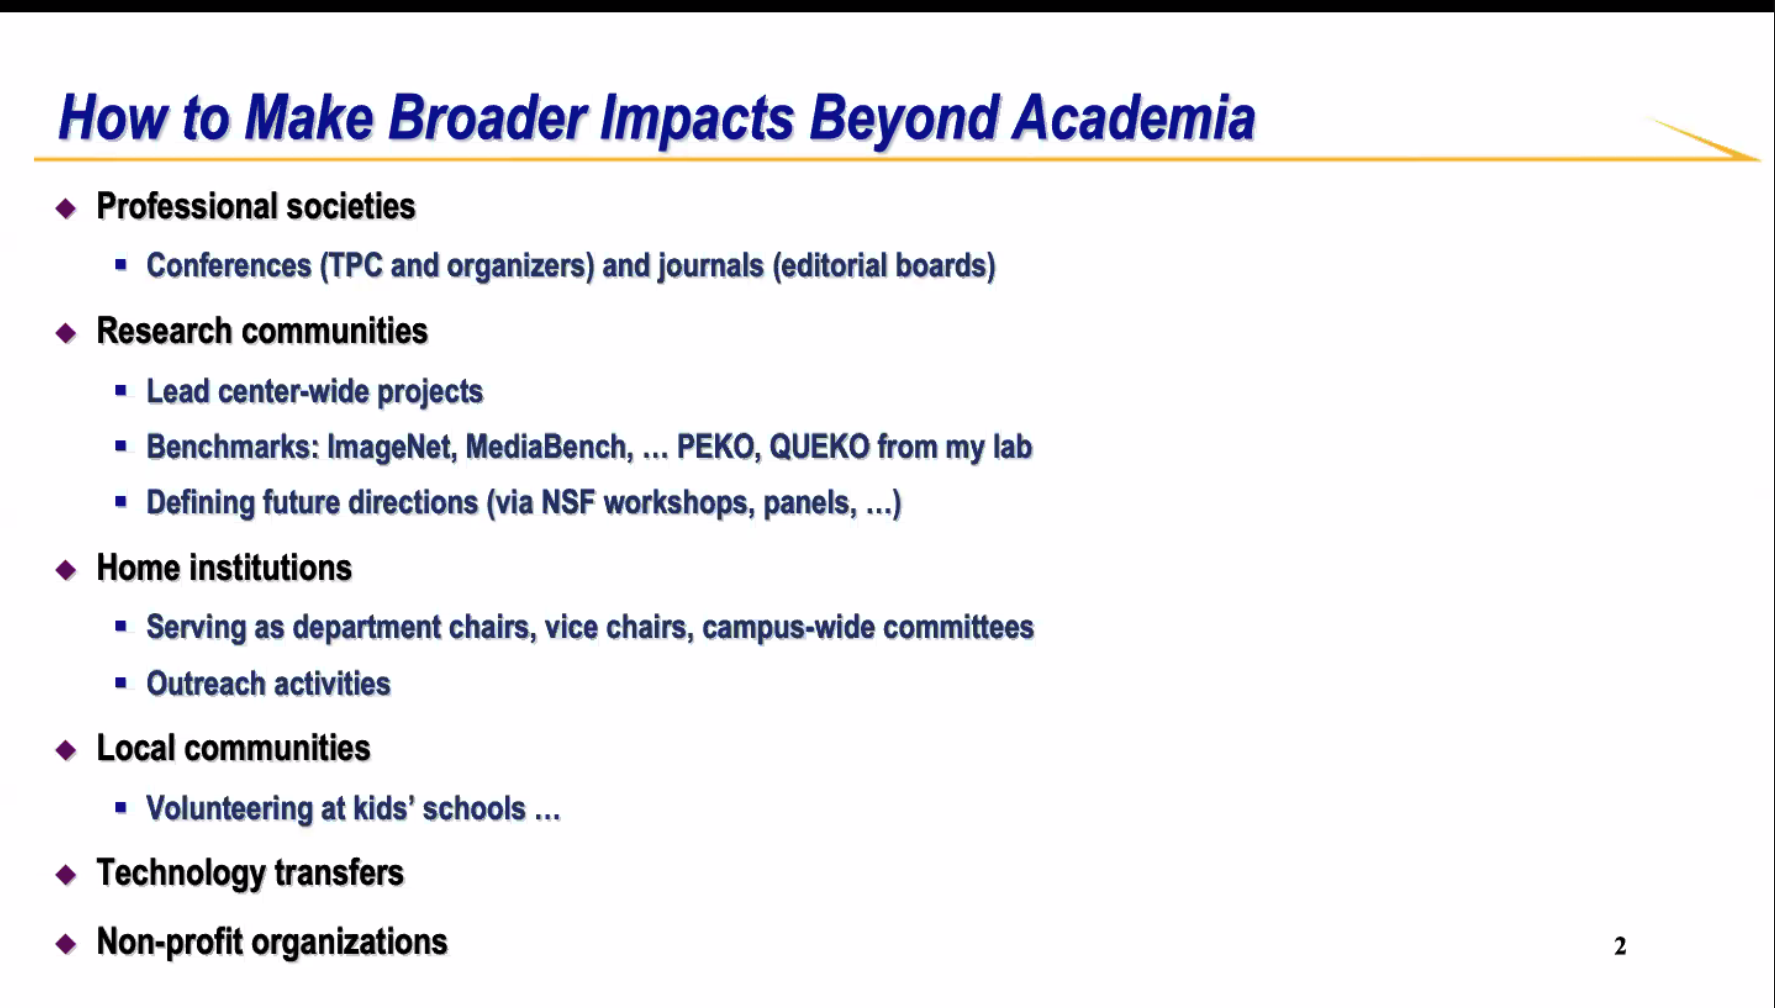 How to Make Broader Impacts Beyond Academia
Professional societies
Conferences (TPC and organizers) and journals (editorial boards)
Research communities
Lead center-wide projects
Benchmarks: ImageNet, MediaBench, … PEKO, QUEKO from my lab
Defining future directions (via NSF workshops, panels, …)
Home institutions
Serving as department chairs, vice chairs, campus-wide committees
Outreach activities
Local communities
Volunteering at kids’ schools …
Technology transfers
Non-profit organizations
2